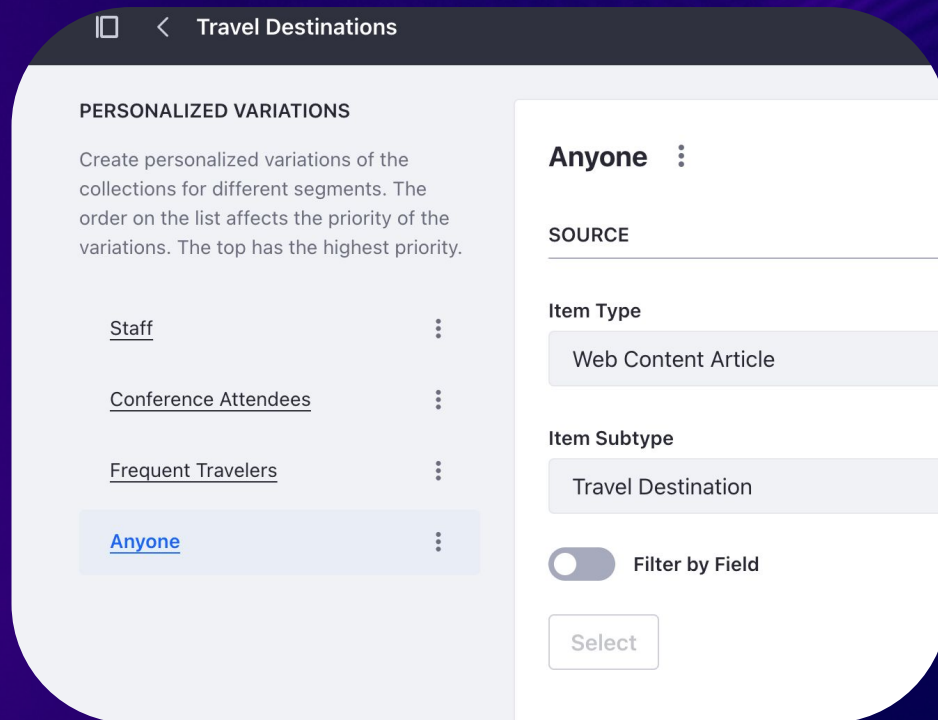 Travel Destinations
PERSONALIZED VARIATIONS
Create personalized variations of the
collections for different segments. The
order on the list affects the priority of the
variations. The top has the highest priority.
Staff
Conference Attendees
Frequent Travelers
Anyone
Anyone
SOURCE
Item Type
Web Content Article
Item Subtype
Travel Destination
Filter by Field
Select